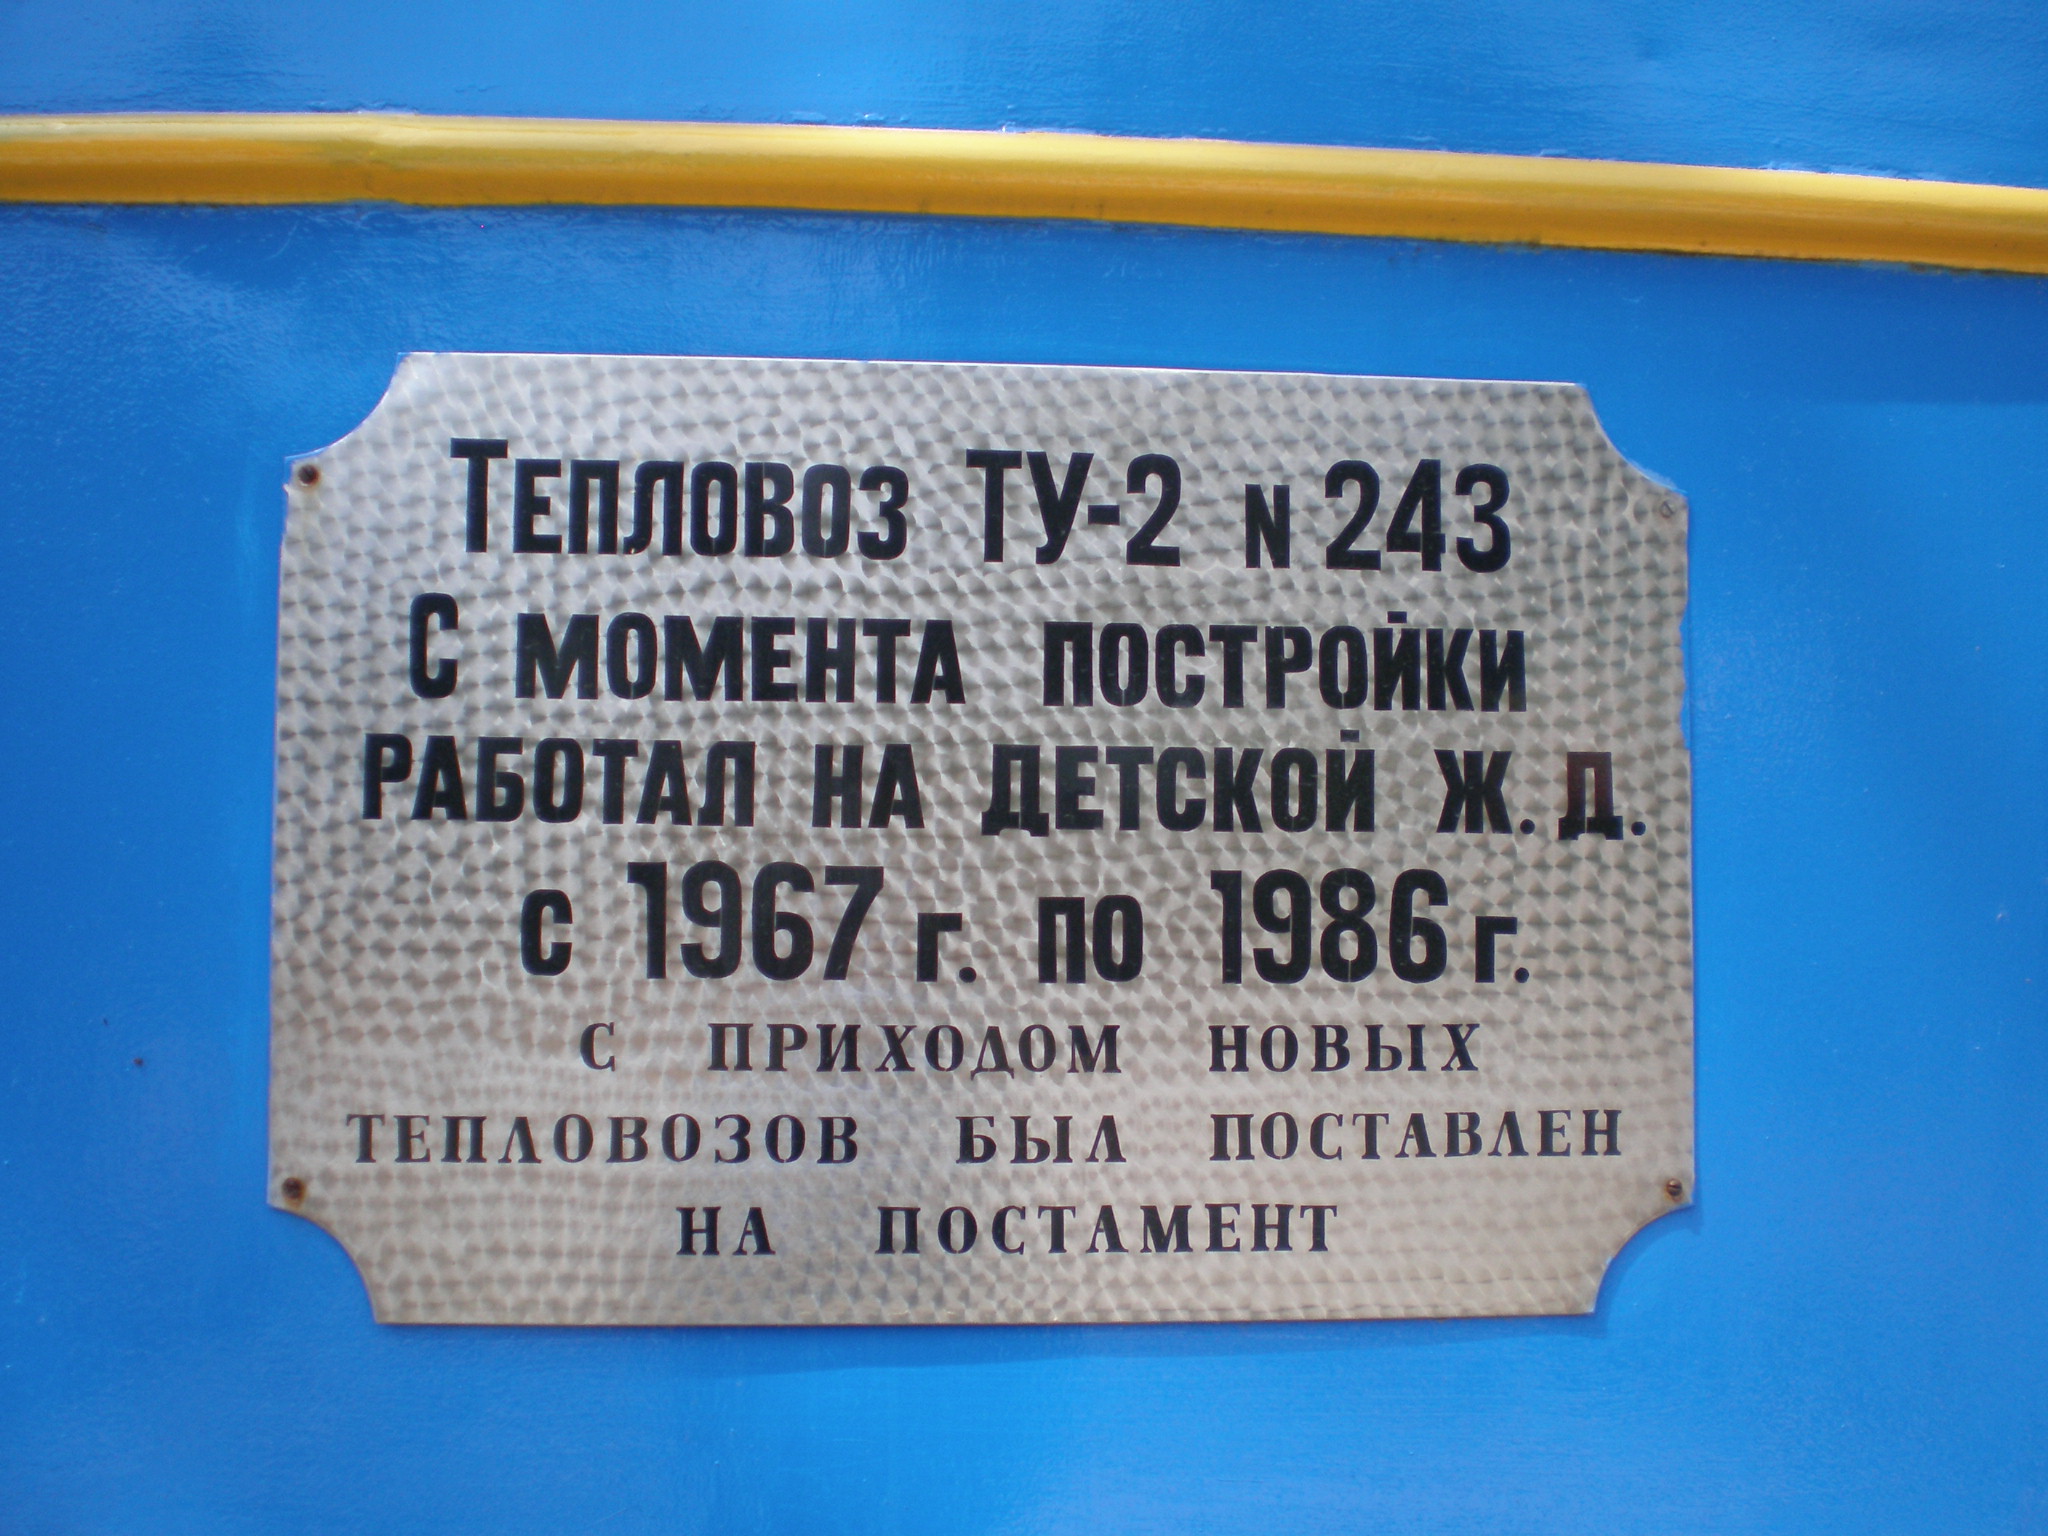 ТЕПЛОВОЗ ТУ-2 N 243
С МОМЕНТА ПОСТРОЙКИ
РАБОТАЛ НА ДЕТСКОЙ Ж. Д.
С 1967 г. ПО 1986 г.
С ПРИХОДОМ НОВЫХ
ТЕПЛОВОЗОВ БЫЛ ПОСТАВЛЕН
НА ПОСТАМЕНТ